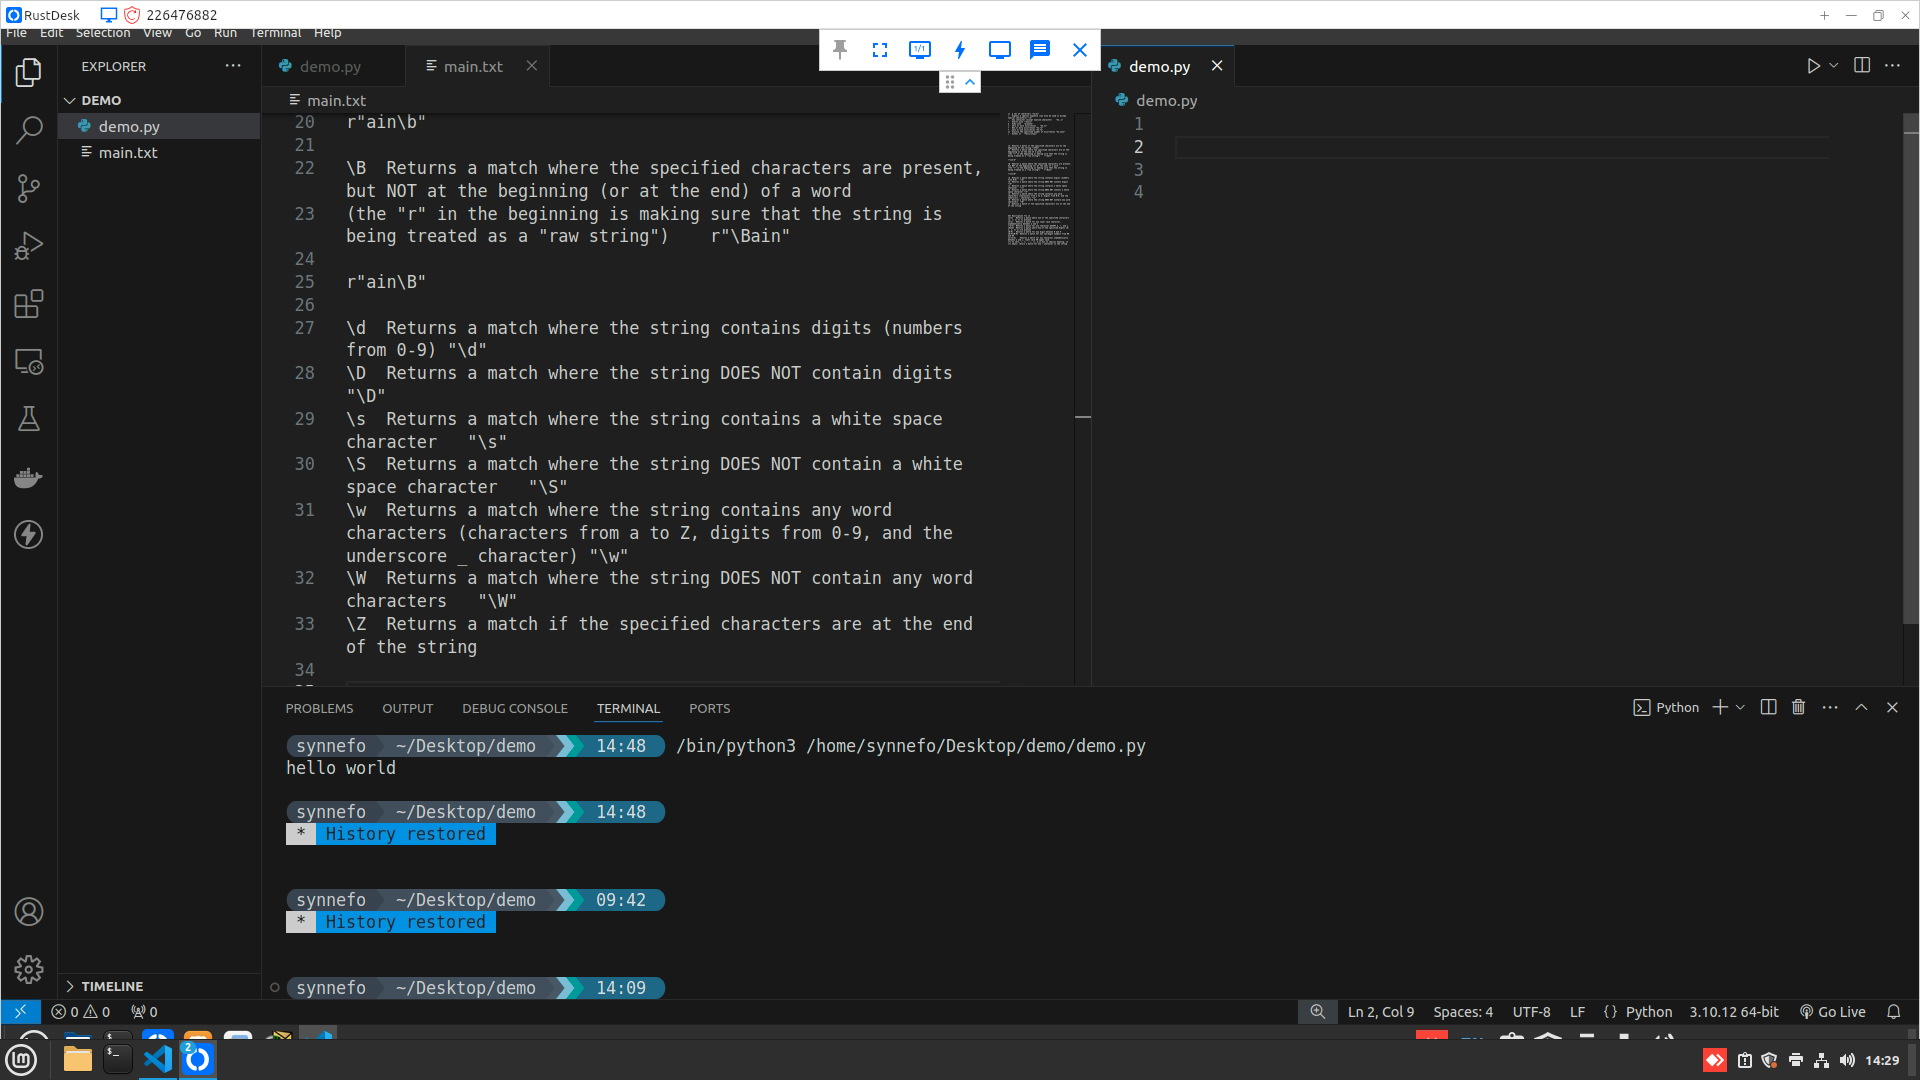 RustDesk 226476882
File Edit Selection View Go Run Terminal Help
EXPLORER
DEMO
demo.py
main.txt
TIMELINE
demo.py main.txt
main.txt
20 r"ain\b"
21
22 \B Returns a match where the specified characters are present,
but NOT at the beginning (or at the end) of a word
23 (the "r" in the beginning is making sure that the string is
being treated as a "raw string") r"\Bain"
24
25 r"ain\B"
26
27 \d Returns a match where the string contains digits (numbers
from 0-9) "\d"
28 \D Returns a match where the string DOES NOT contain digits
"\D"
29 \s Returns a match where the string contains a white space
character "\s"
30 \S Returns a match where the string DOES NOT contain a white
space character "\S"
31 \w Returns a match where the string contains any word
characters (characters from a to Z, digits from 0-9, and the
underscore _ character) "\w"
32 \W Returns a match where the string DOES NOT contain any word
characters "\W"
33 \Z Returns a match if the specified characters are at the end
of the string
34
demo.py
demo.py
1
2
3
4
PROBLEMS OUTPUT DEBUG CONSOLE TERMINAL PORTS Python
synnefo ~/Desktop/demo 14:48 /bin/python3 /home/synnefo/Desktop/demo/demo.py
hello world
synnefo ~/Desktop/demo 14:48
* History restored
synnefo ~/Desktop/demo 09:42
* History restored
synnefo ~/Desktop/demo 14:09
0 0 0 Ln 2, Col 9 Spaces: 4 UTF-8 LF {} Python 3.10.12 64-bit Go Live
2 14:29